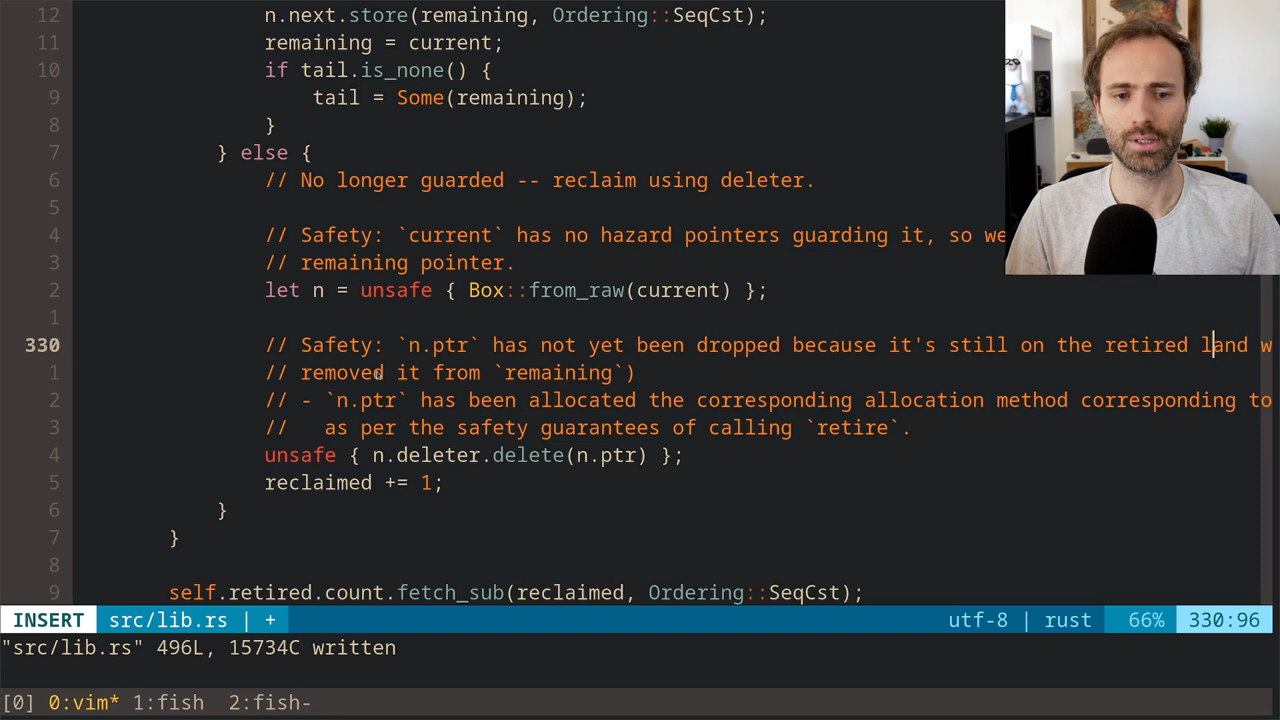 12 n.next.store(remaining, Ordering::SeqCst);
11 remaining = current;
10 if tail.is_none() {
9 tail = Some(remaining);
8 }
7 } else {
6 // No longer guarded -- reclaim using deleter.
5
4 // Safety: `current` has no hazard pointers guarding it, so we
3 // remaining pointer.
2 let n = unsafe { Box::from_raw(current) };
1
330 // Safety: `n.ptr` has not yet been dropped because it's still on the retired land w
1 // removed it from `remaining`)
2 // - `n.ptr` has been allocated the corresponding allocation method corresponding to
3 // as per the safety guarantees of calling `retire`.
4 unsafe { n.deleter.delete(n.ptr) };
5 reclaimed += 1;
6 }
7 }
8
9 self.retired.count.fetch_sub(reclaimed, Ordering::SeqCst);
INSERT src/lib.rs | + utf-8 | rust 66% 330:96
"src/lib.rs" 496L, 15734C written
[0] 0:vim* 1:fish 2:fish-